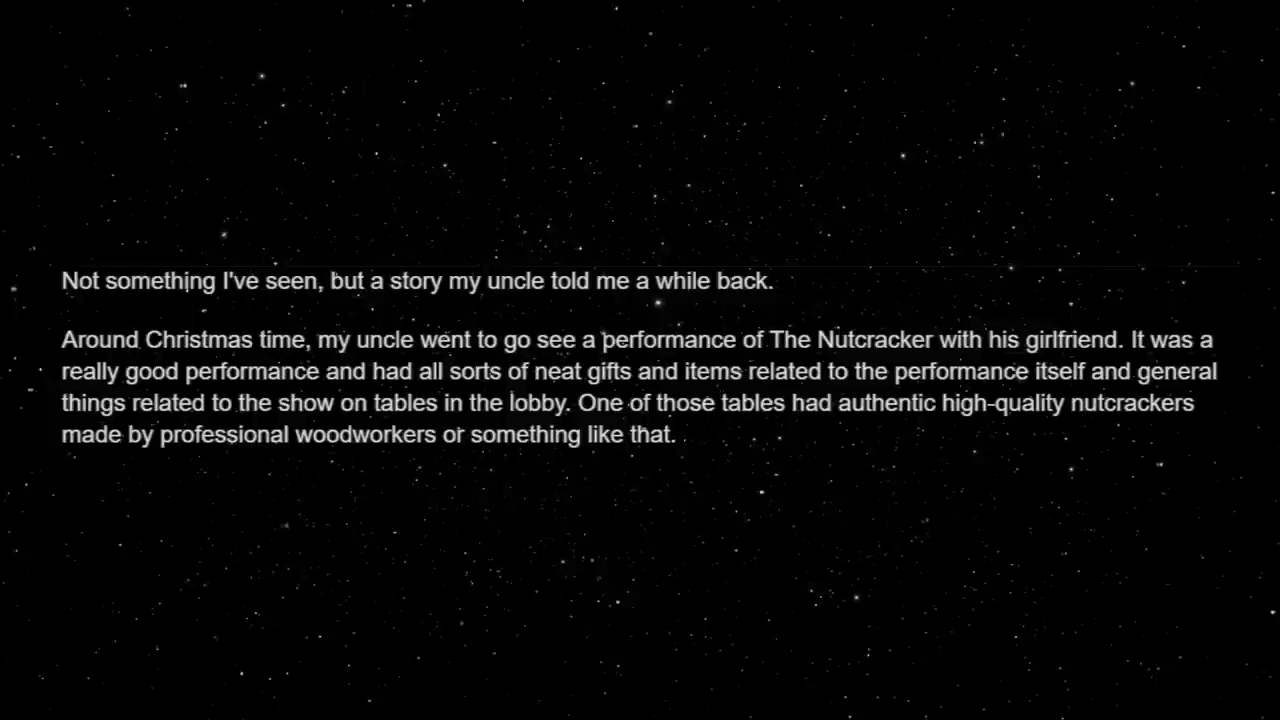 Not something I've seen, but a story my uncle told me a while back.
Around Christmas time, my uncle went to go see a performance of The Nutcracker with his girlfriend. It was a
really good performance and had all sorts of neat gifts and items related to the performance itself and general
things related to the show on tables in the lobby. One of those tables had authentic high-quality nutcrackers
made by professional woodworkers or something like that.